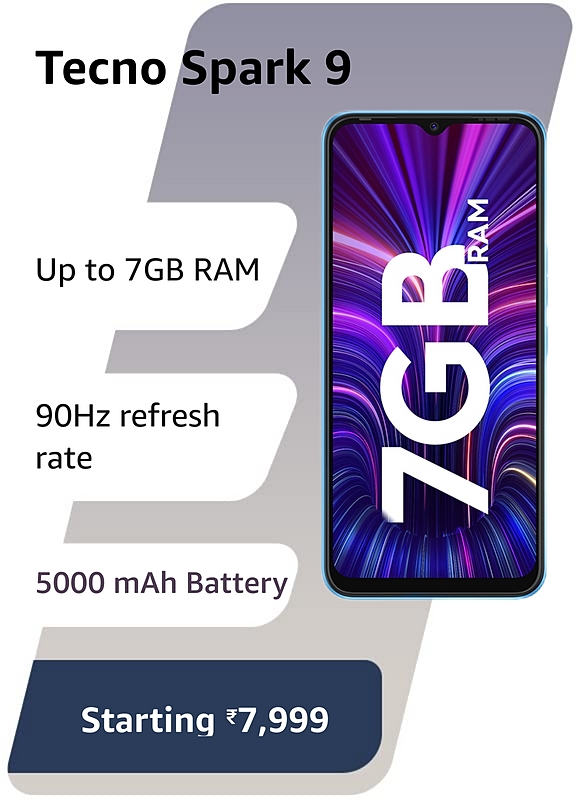 Tecno Spark 9
Up to 7GB RAM
90Hz refresh
rate
5000 mAh Battery
Starting ₹7,999
7GB RAM